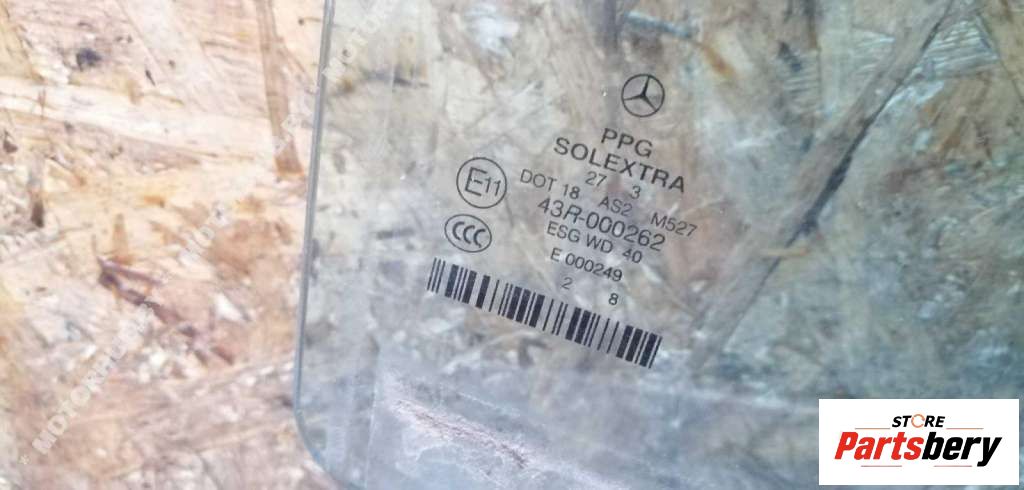 PPG
SOLEXTRA
27 3
DOT 18 AS2 M527
43R-000262
E11
ESG WD 40
CCC
E 000249
2 8
STORE
Partsbery